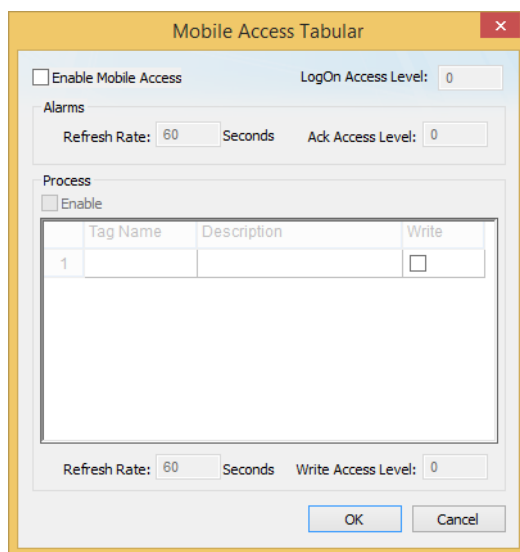 Mobile Access Tabular
Enable Mobile Access LogOn Access Level: 0
Alarms
Refresh Rate: 60 Seconds Ack Access Level: 0
Process
Enable
Tag Name Description Write
1
Refresh Rate: 60 Seconds Write Access Level: 0
OK Cancel